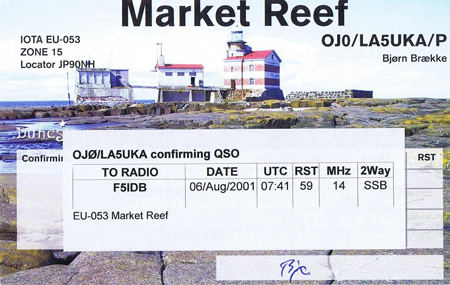 Market Reef
IOTA EU-053
ZONE 15
Locator JP90NH
OJ0/LA5UKA/P
Bjørn Brække
Confirmin
RST
OJØ/LA5UKA confirming QSO
TO RADIO DATE UTC RST MHz 2Way
F5IDB 06/Aug/2001 07:41 59 14 SSB
EU-053 Market Reef